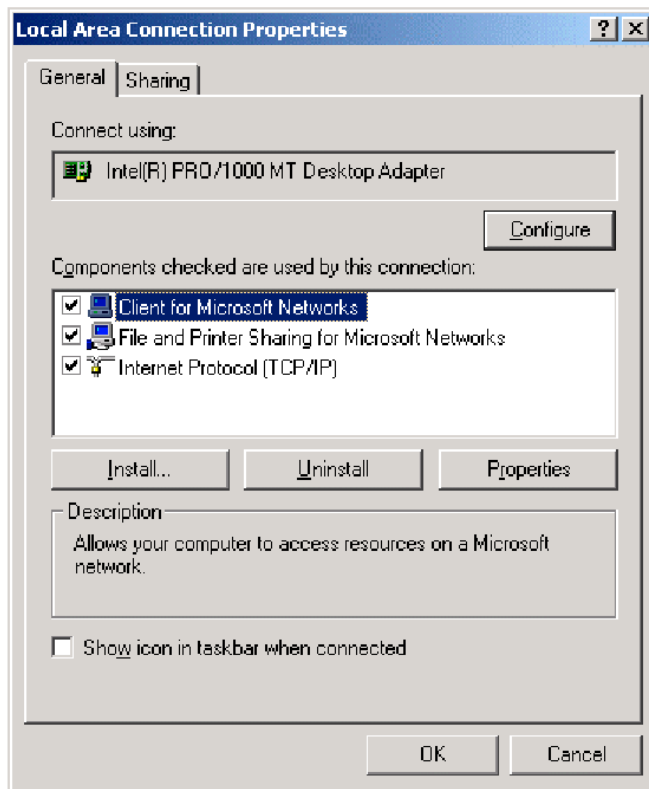 Local Area Connection Properties
General
Sharing
Connect using:
Intel(R) PRO/1000 MT Desktop Adapter
Configure
Components checked are used by this connection:
Client for Microsoft Networks
File and Printer Sharing for Microsoft Networks
Internet Protocol (TCP/IP)
Install...
Uninstall
Properties
Description
Allows your computer to access resources on a Microsoft
network.
Show icon in taskbar when connected
OK
Cancel